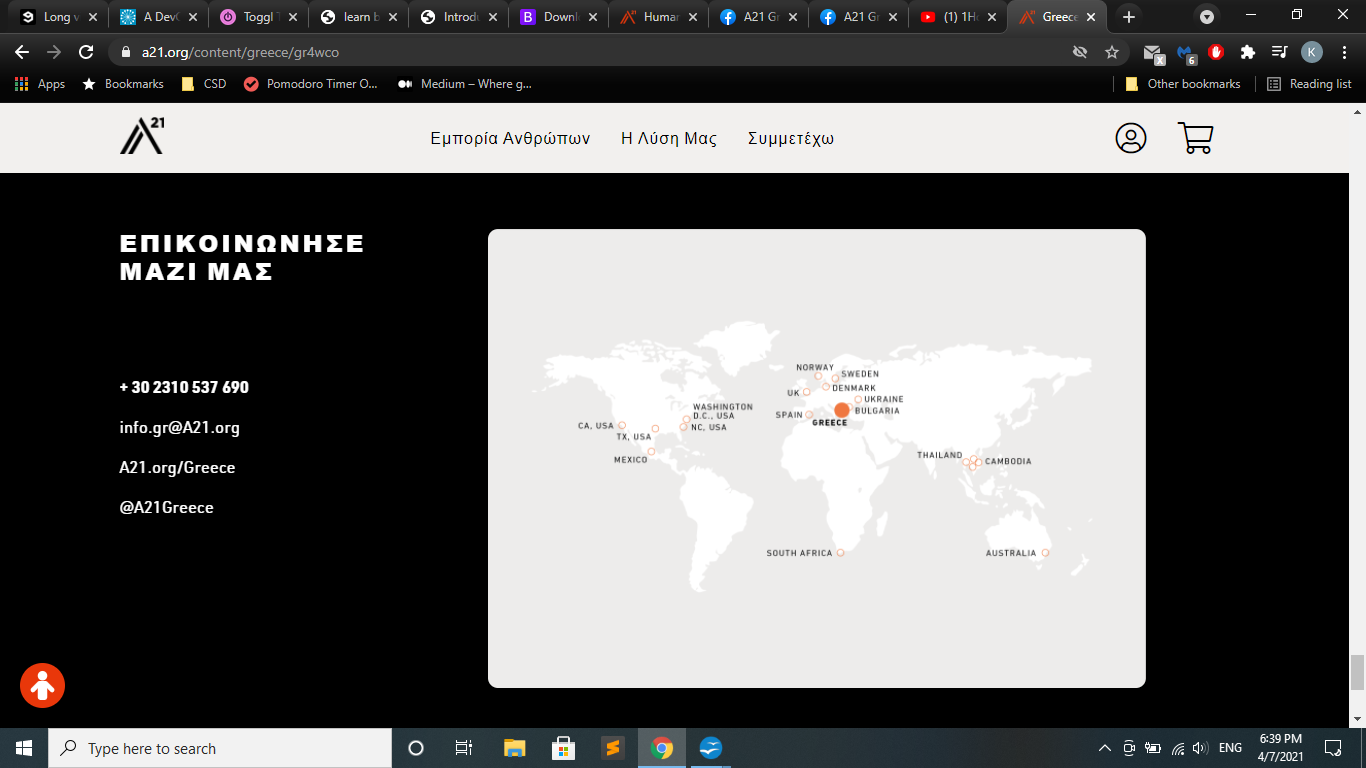 Long v
A Dev
Toggl T
learn b
Introdu
Downl
Human
A21 Gr
A21 Gr
(1) 1Ho
Greece
a21.org/content/greece/gr4wco
X
6
K
Apps
Bookmarks
CSD
Pomodoro Timer O...
Medium – Where g...
Other bookmarks
Reading list
21
Εμπορία Ανθρώπων
Η Λύση Μας
Συμμετέχω
ΕΠΙΚΟΙΝΩΝΗΣΕ
ΜΑΖΙ ΜΑΣ
+ 30 2310 537 690
info.gr@A21.org
A21.org/Greece
@A21Greece
NORWAY
SWEDEN
DENMARK
UK
UKRAINE
BULGARIA
SPAIN
GREECE
WASHINGTON
D.C., USA
CA, USA
NC, USA
TX, USA
MEXICO
THAILAND
CAMBODIA
SOUTH AFRICA
AUSTRALIA
Type here to search
ENG
6:39 PM
4/7/2021